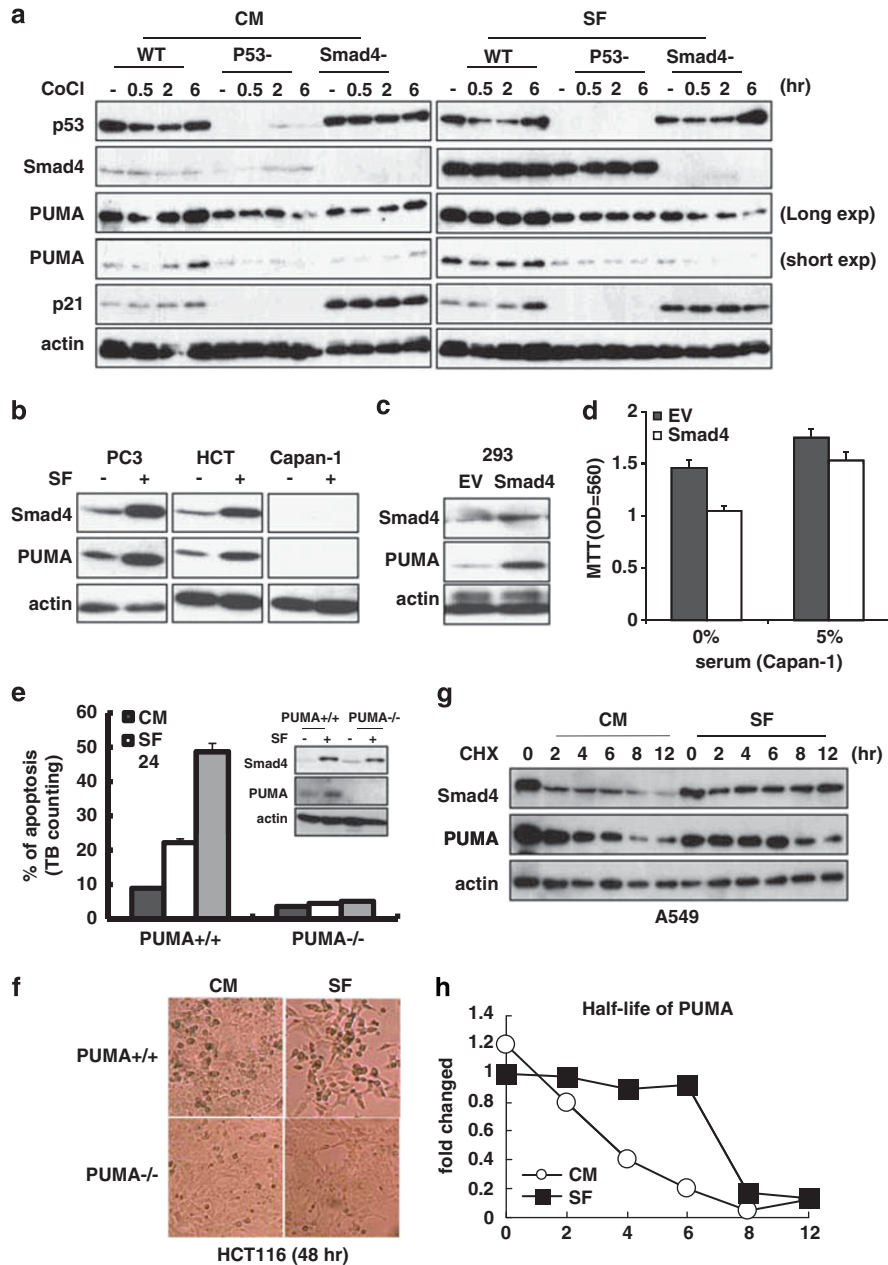 a
CM
SF
WT
P53-
Smad4-
WT
P53-
Smad4-
CoCl
- 0.5 2 6 - 0.5 2 6 - 0.5 2 6
- 0.5 2 6 - 0.5 2 6 - 0.5 2 6
(hr)
p53
Smad4
PUMA
(Long exp)
PUMA
(short exp)
p21
actin
b
PC3
HCT
Capan-1
SF
- + - + - +
Smad4
PUMA
actin
c
293
EV Smad4
Smad4
PUMA
actin
d
EV
Smad4
MTT(OD=560)
2
1.5
1
0.5
0
0%
5%
serum (Capan-1)
e
CM
SF
24
% of apoptosis
(TB counting)
60
50
40
30
20
10
0
PUMA+/+
PUMA-/-
PUMA+/+ PUMA-/-
SF - + - +
Smad4
PUMA
actin
g
CM
SF
CHX
0 2 4 6 8 12 0 2 4 6 8 12 (hr)
Smad4
PUMA
actin
A549
f
CM
SF
PUMA+/+
PUMA-/-
HCT116 (48 hr)
h
Half-life of PUMA
fold changed
1.4
1.2
1.0
0.8
0.6
0.4
0.2
0
CM
SF
0 2 4 6 8 12